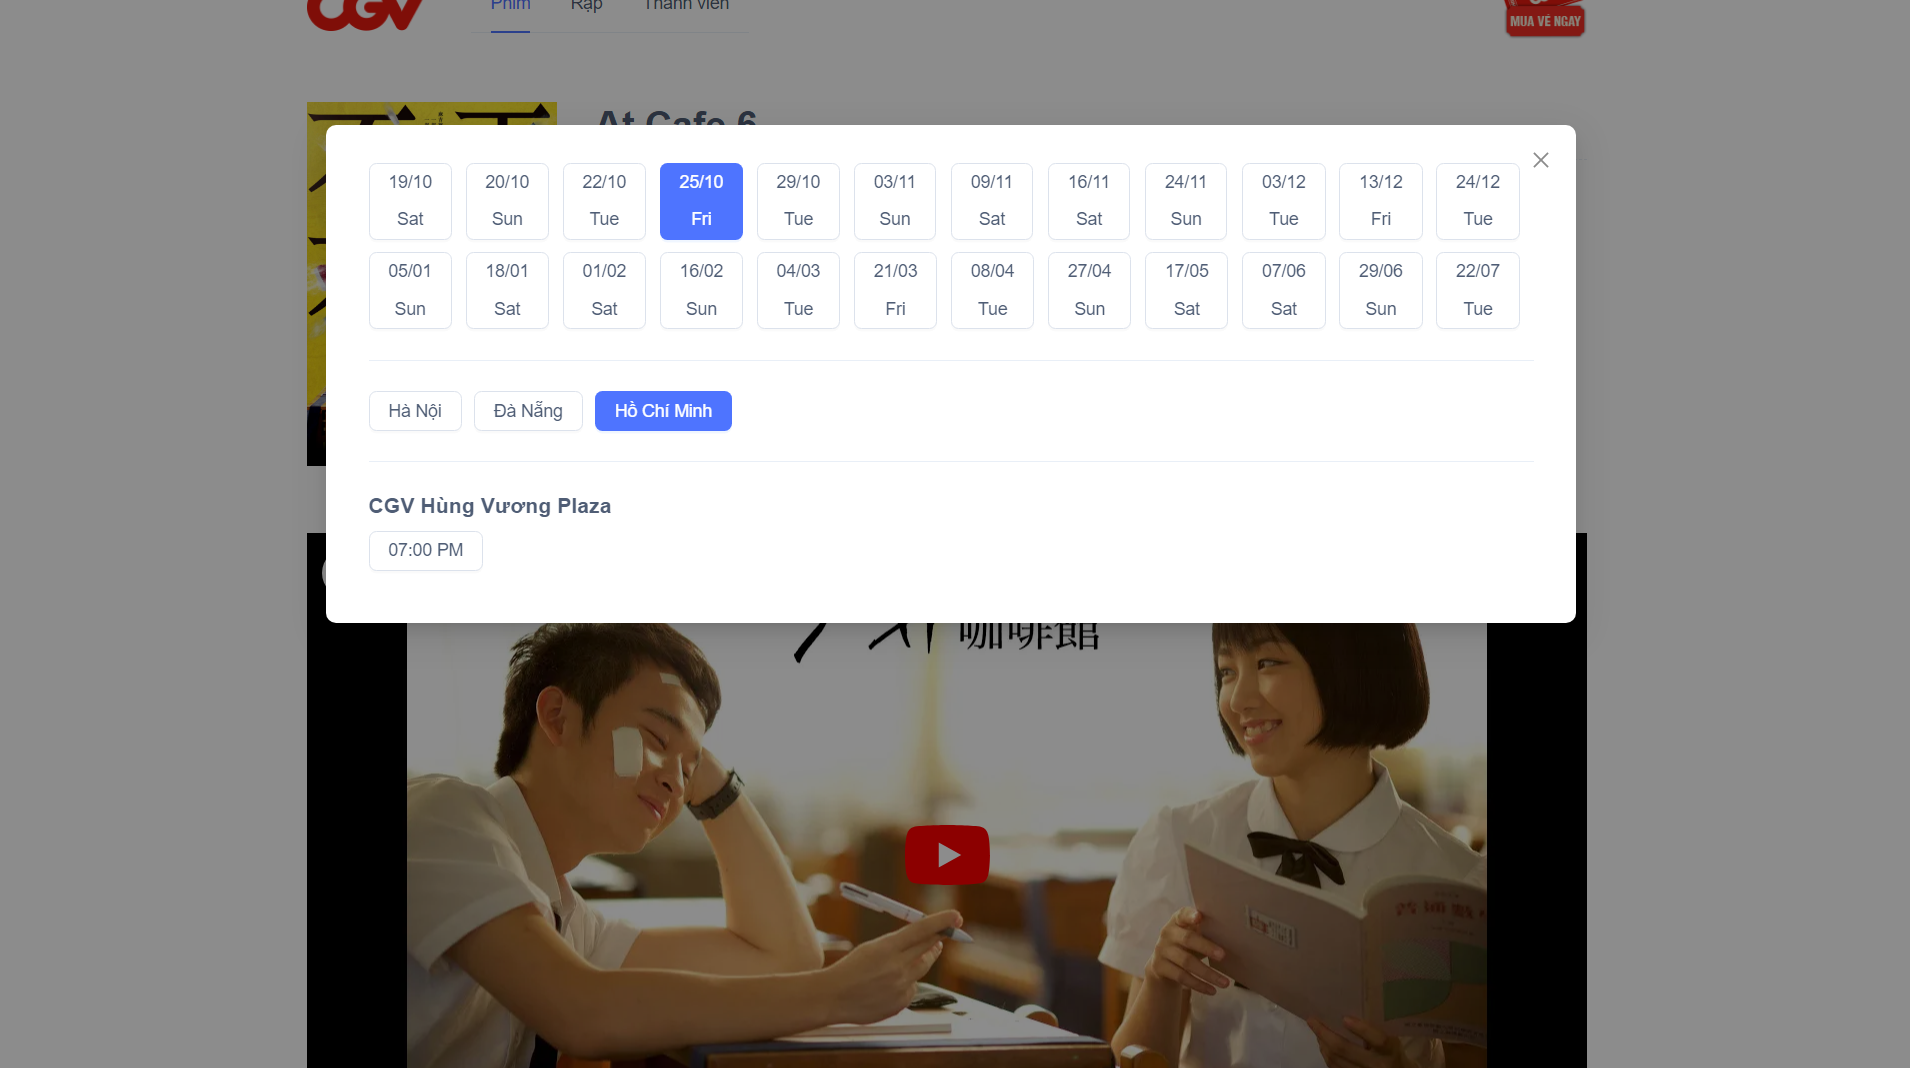 CGV
Phim Rạp Thành viên
MUA VÉ NGAY
At Cafe 6
19/10 20/10 22/10 25/10 29/10 03/11 09/11 16/11 24/11 03/12 13/12 24/12
Sat Sun Tue Fri Tue Sun Sat Sat Sun Tue Fri Tue
05/01 18/01 01/02 16/02 04/03 21/03 08/04 27/04 17/05 07/06 29/06 22/07
Sun Sat Sat Sun Tue Fri Tue Sun Sat Sat Sun Tue
Hà Nội Đà Nẵng Hồ Chí Minh
CGV Hùng Vương Plaza
07:00 PM
咖啡館